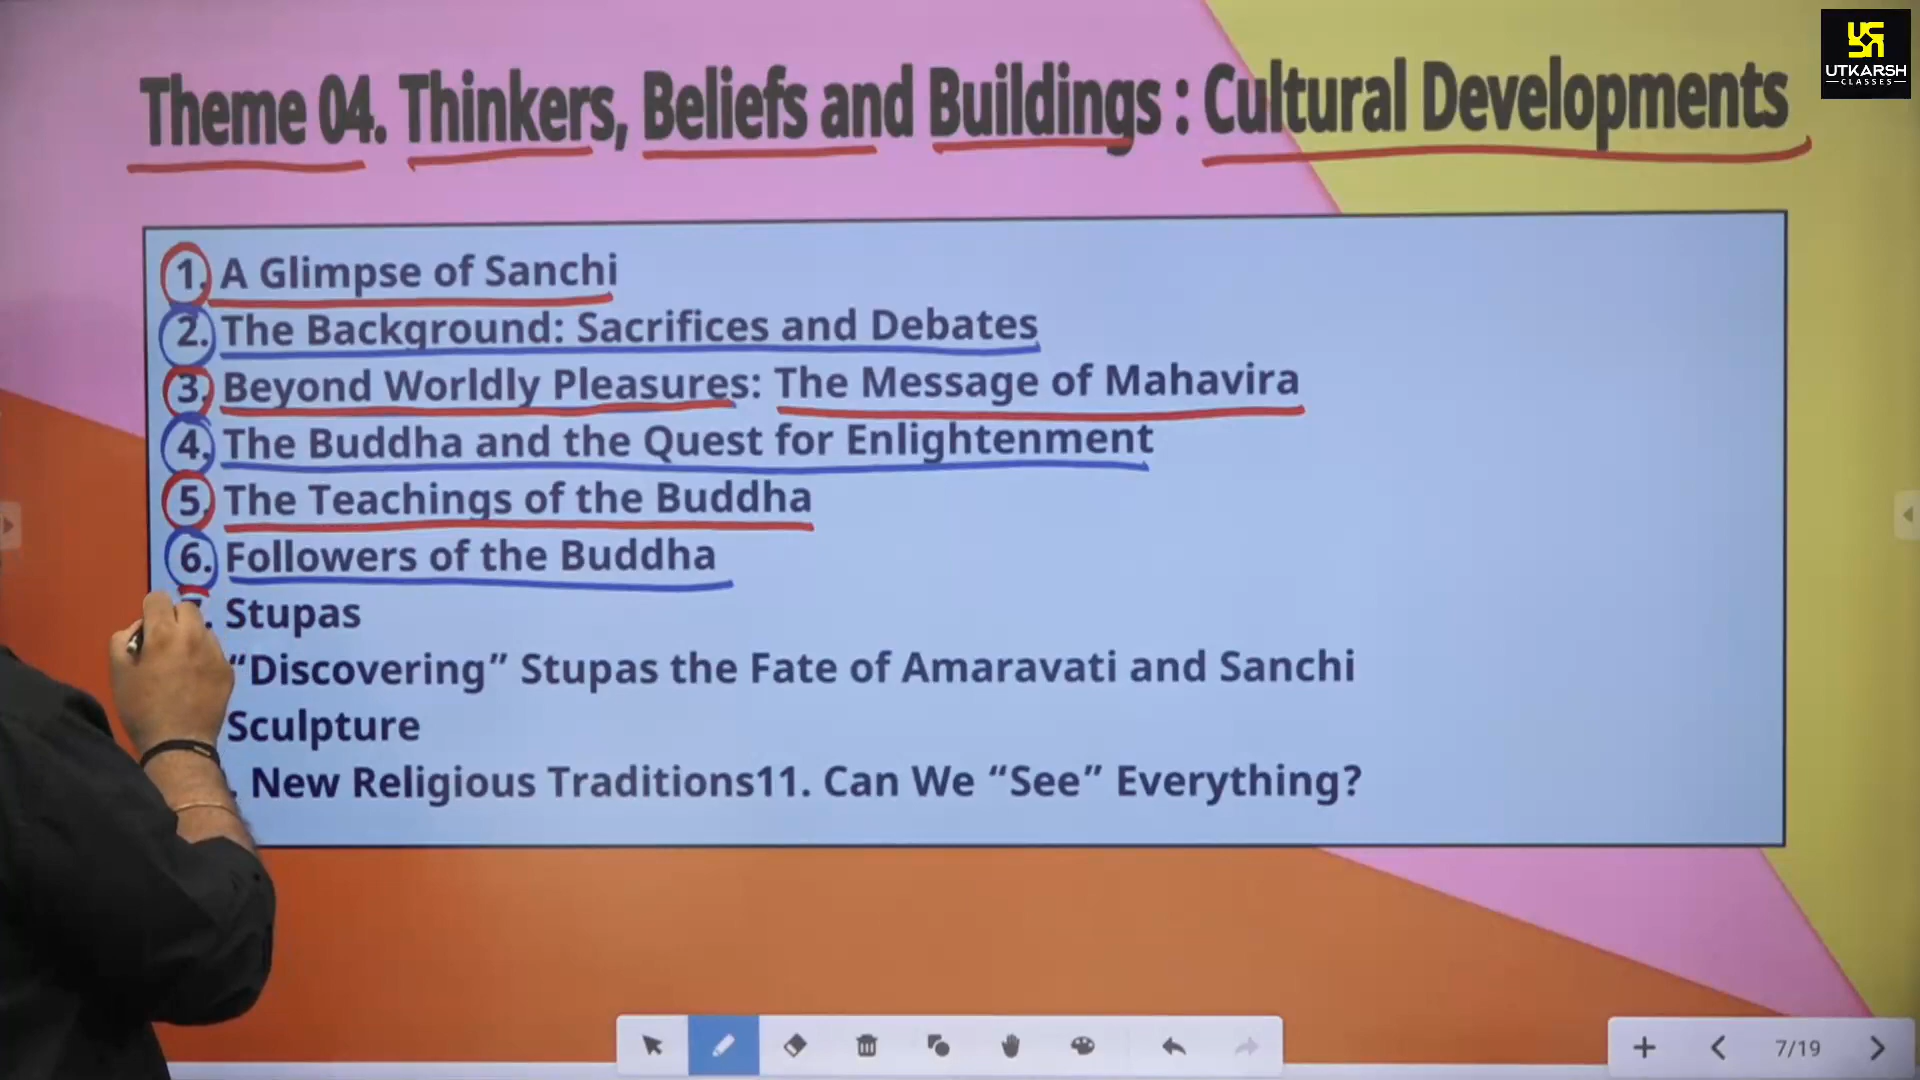 UTKARSH
CLASSES
Theme 04. Thinkers, Beliefs and Buildings : Cultural Developments
1. A Glimpse of Sanchi
2. The Background: Sacrifices and Debates
3. Beyond Worldly Pleasures: The Message of Mahavira
4. The Buddha and the Quest for Enlightenment
5. The Teachings of the Buddha
6. Followers of the Buddha
. Stupas
“Discovering” Stupas the Fate of Amaravati and Sanchi
Sculpture
. New Religious Traditions11. Can We “See” Everything?
7/19